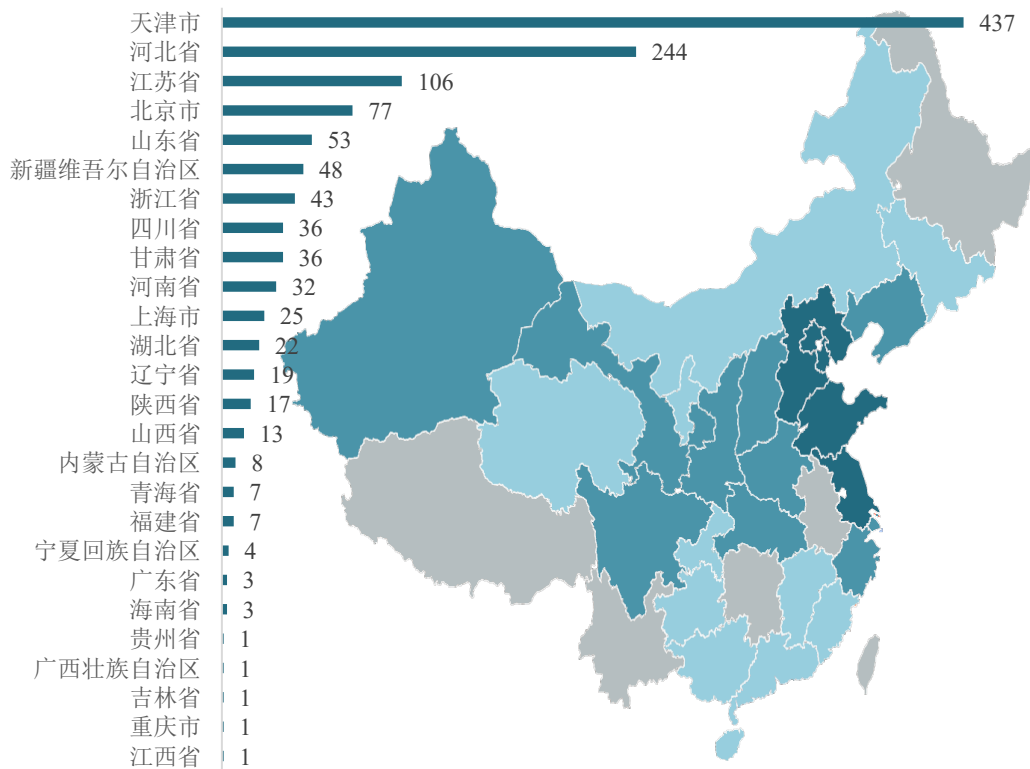 天津市 437
河北省 244
江苏省 106
北京市 77
山东省 53
新疆维吾尔自治区 48
浙江省 43
四川省 36
甘肃省 36
河南省 32
上海市 25
湖北省 22
辽宁省 19
陕西省 17
山西省 13
内蒙古自治区 8
青海省 7
福建省 7
宁夏回族自治区 4
广东省 3
海南省 3
贵州省 1
广西壮族自治区 1
吉林省 1
重庆市 1
江西省 1